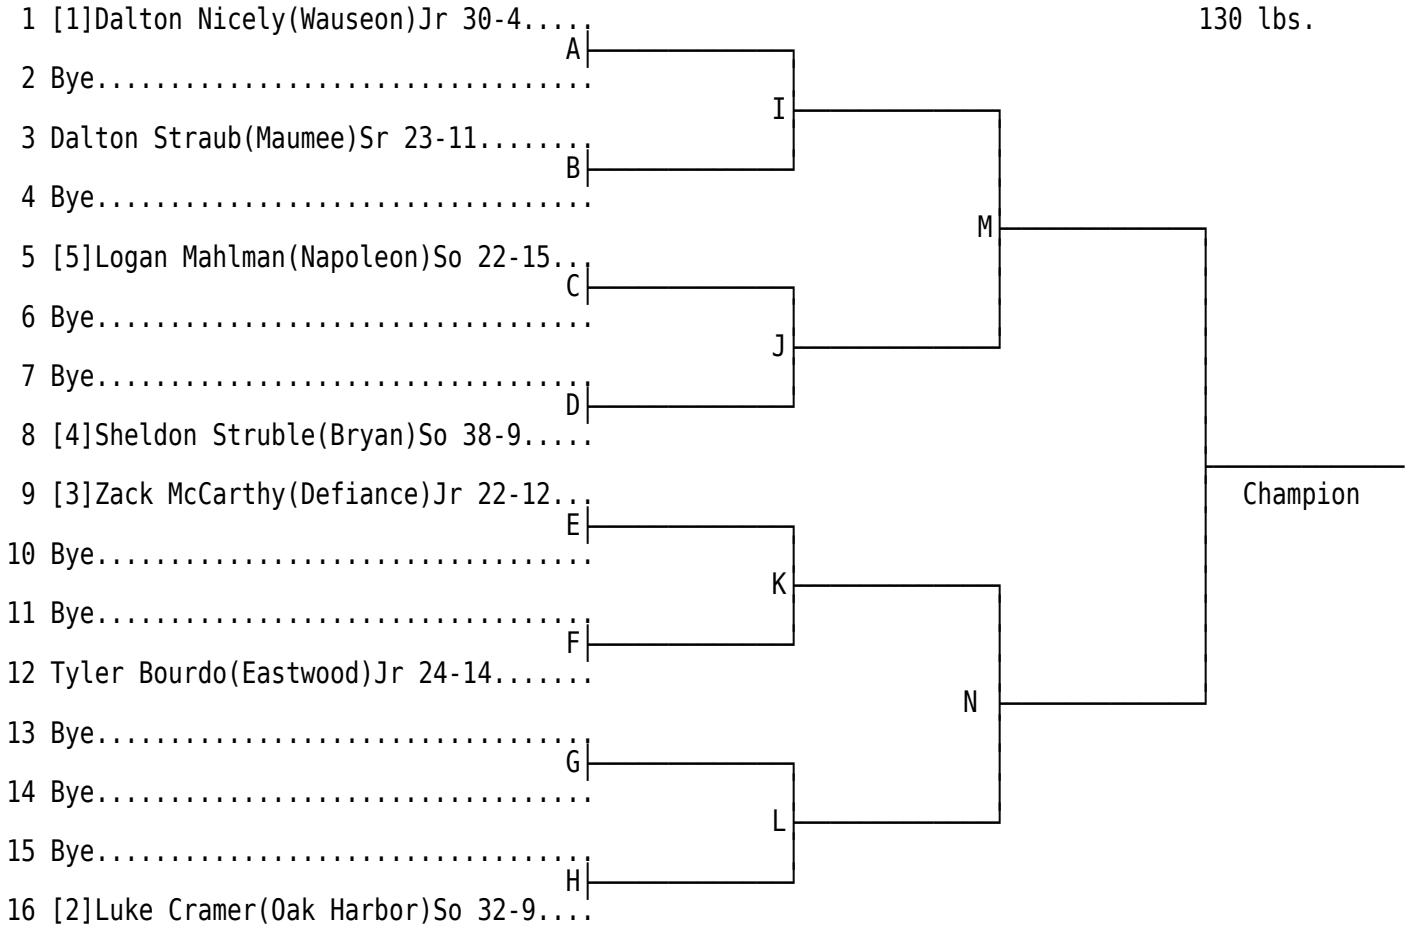 1 [1]Dalton Nicely(Wauseon)Jr 30-4..... 130 lbs.
A
2 Bye..................................
I
3 Dalton Straub(Maumee)Sr 23-11........
B
4 Bye..................................
M
5 [5]Logan Mahlman(Napoleon)So 22-15...
C
6 Bye..................................
J
7 Bye..................................
D
8 [4]Sheldon Struble(Bryan)So 38-9.....
9 [3]Zack McCarthy(Defiance)Jr 22-12... Champion
E
10 Bye..................................
K
11 Bye..................................
F
12 Tyler Bourdo(Eastwood)Jr 24-14.......
N
13 Bye..................................
G
14 Bye..................................
L
15 Bye..................................
H
16 [2]Luke Cramer(Oak Harbor)So 32-9....